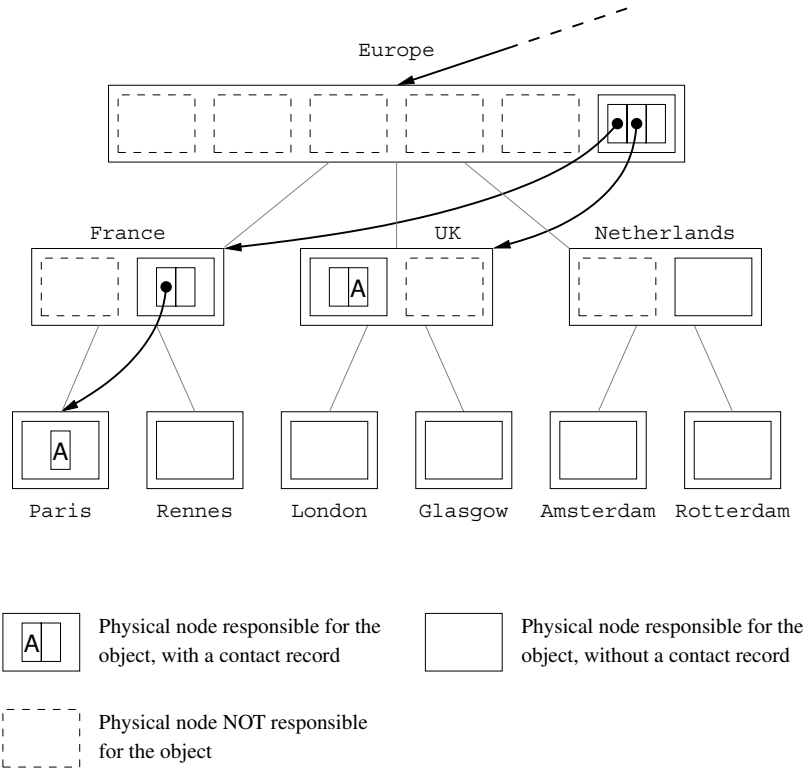 Europe
France
UK
Netherlands
A
A
Paris
Rennes
London
Glasgow
Amsterdam
Rotterdam
A
Physical node responsible for the
object, with a contact record
Physical node responsible for the
object, without a contact record
Physical node NOT responsible
for the object